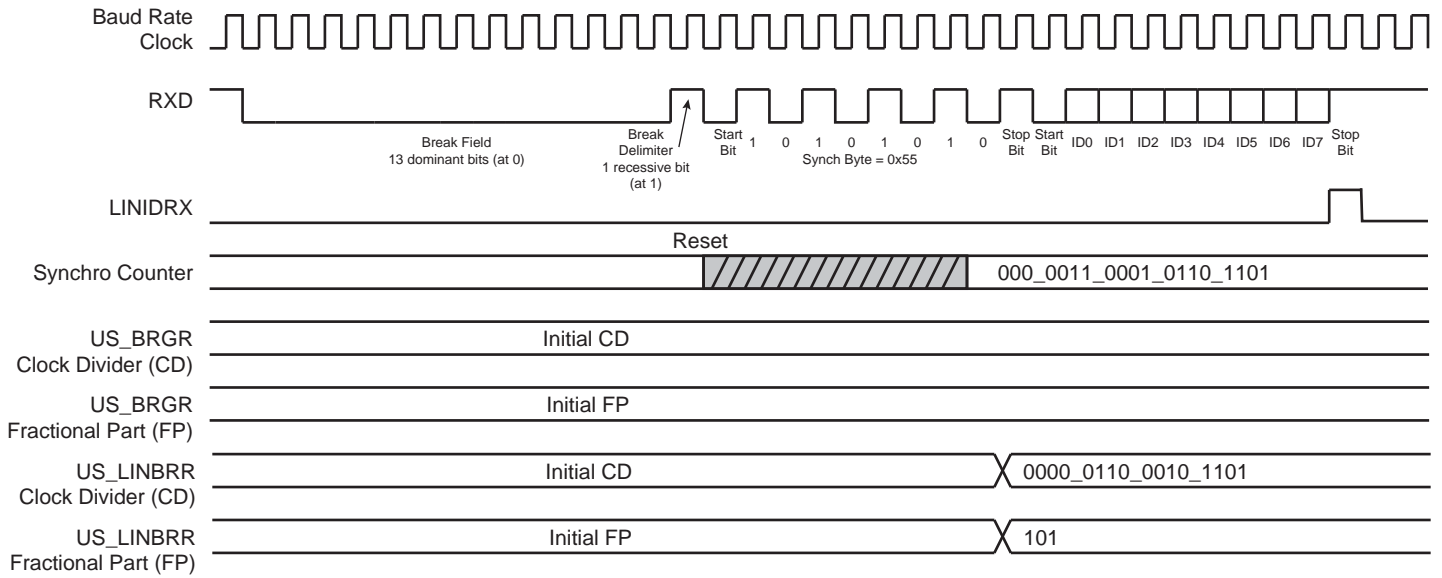 Baud Rate
Clock
RXD
Break Field
13 dominant bits (at 0)
Break
Delimiter
1 recessive bit
(at 1)
Start
Bit
1 0 1 0 1 0 1 0
Synch Byte = 0x55
Stop
Bit
Start
Bit
ID0 ID1 ID2 ID3 ID4 ID5 ID6 ID7
Stop
Bit
LINIDRX
Reset
Synchro Counter
000_0011_0001_0110_1101
US_BRGR
Clock Divider (CD)
Initial CD
US_BRGR
Fractional Part (FP)
Initial FP
US_LINBRR
Clock Divider (CD)
Initial CD
0000_0110_0010_1101
US_LINBRR
Fractional Part (FP)
Initial FP
101